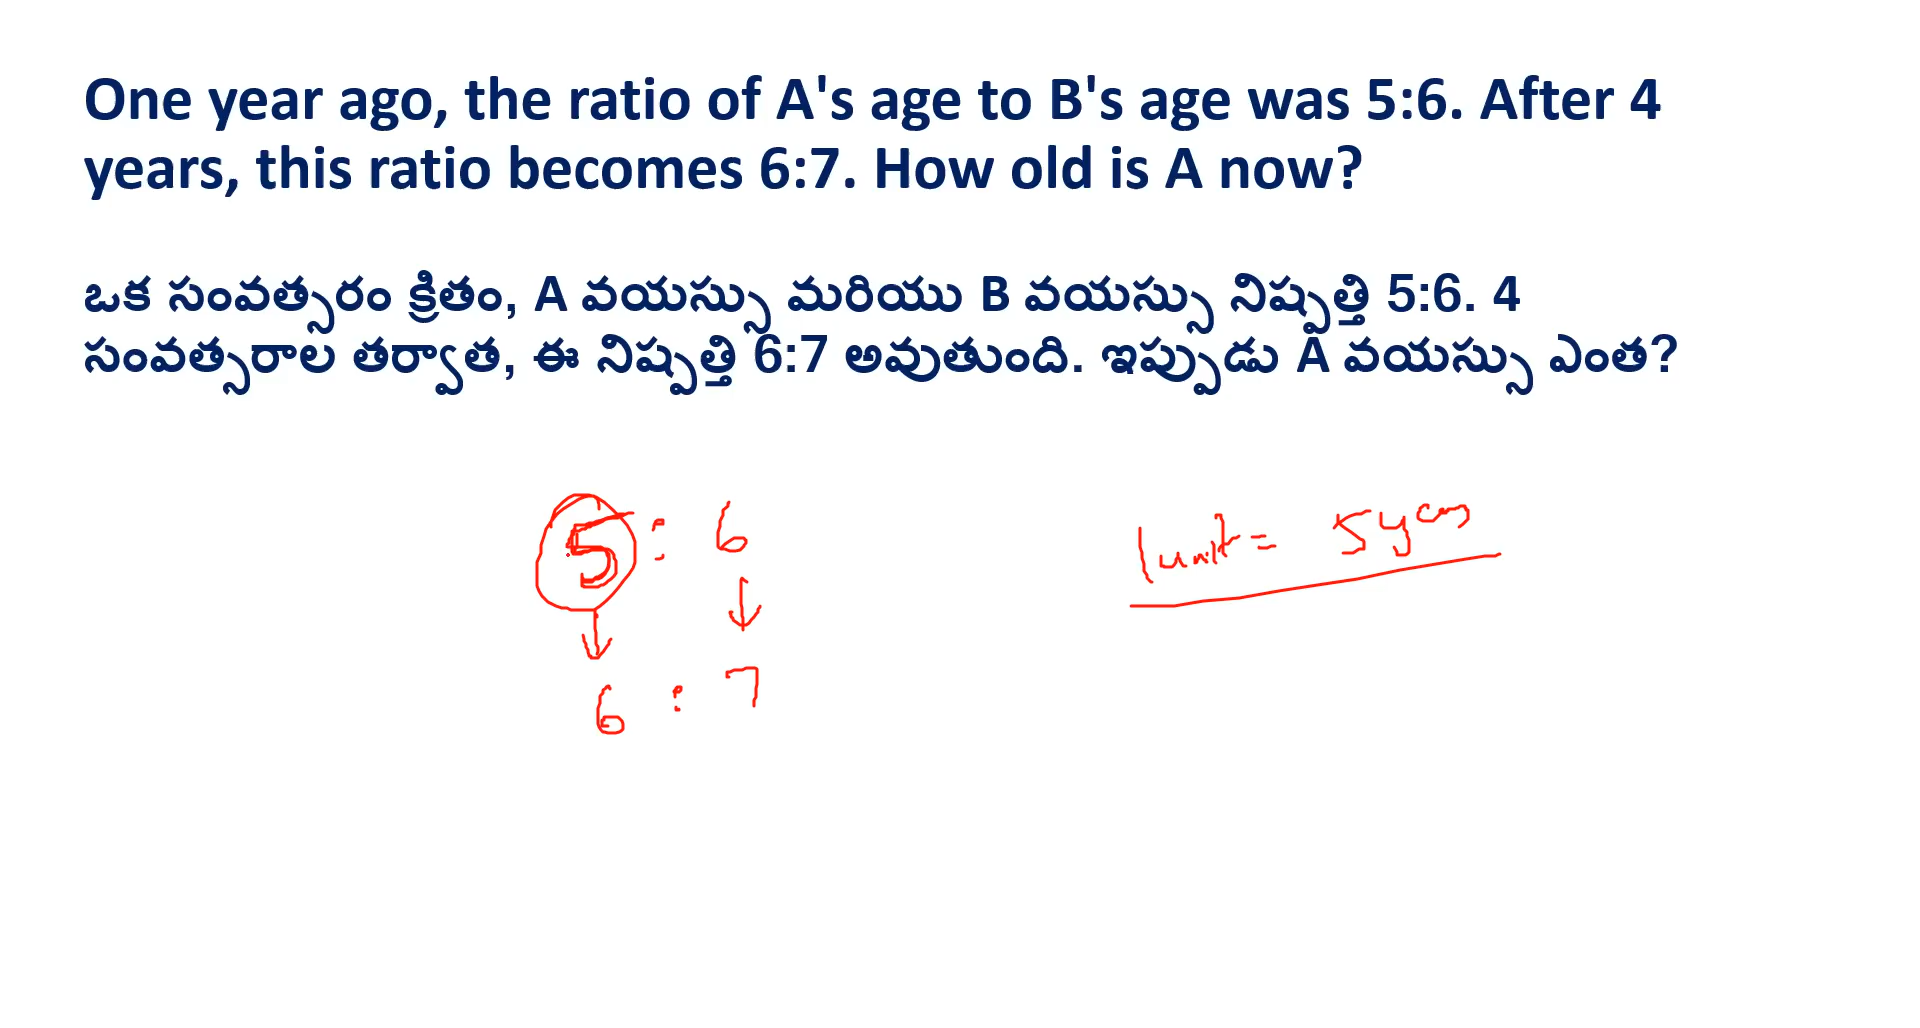 One year ago, the ratio of A's age to B's age was 5:6. After 4
years, this ratio becomes 6:7. How old is A now?
ఒక సంవత్సరం క్రితం, A వయస్సు మరియు B వయస్సు నిష్పత్తి 5:6. 4
సంవత్సరాల తర్వాత, ఈ నిష్పత్తి 6:7 అవుతుంది. ఇప్పుడు A వయస్సు ఎంత?
5 : 6
1 unit = 5
6 : 7